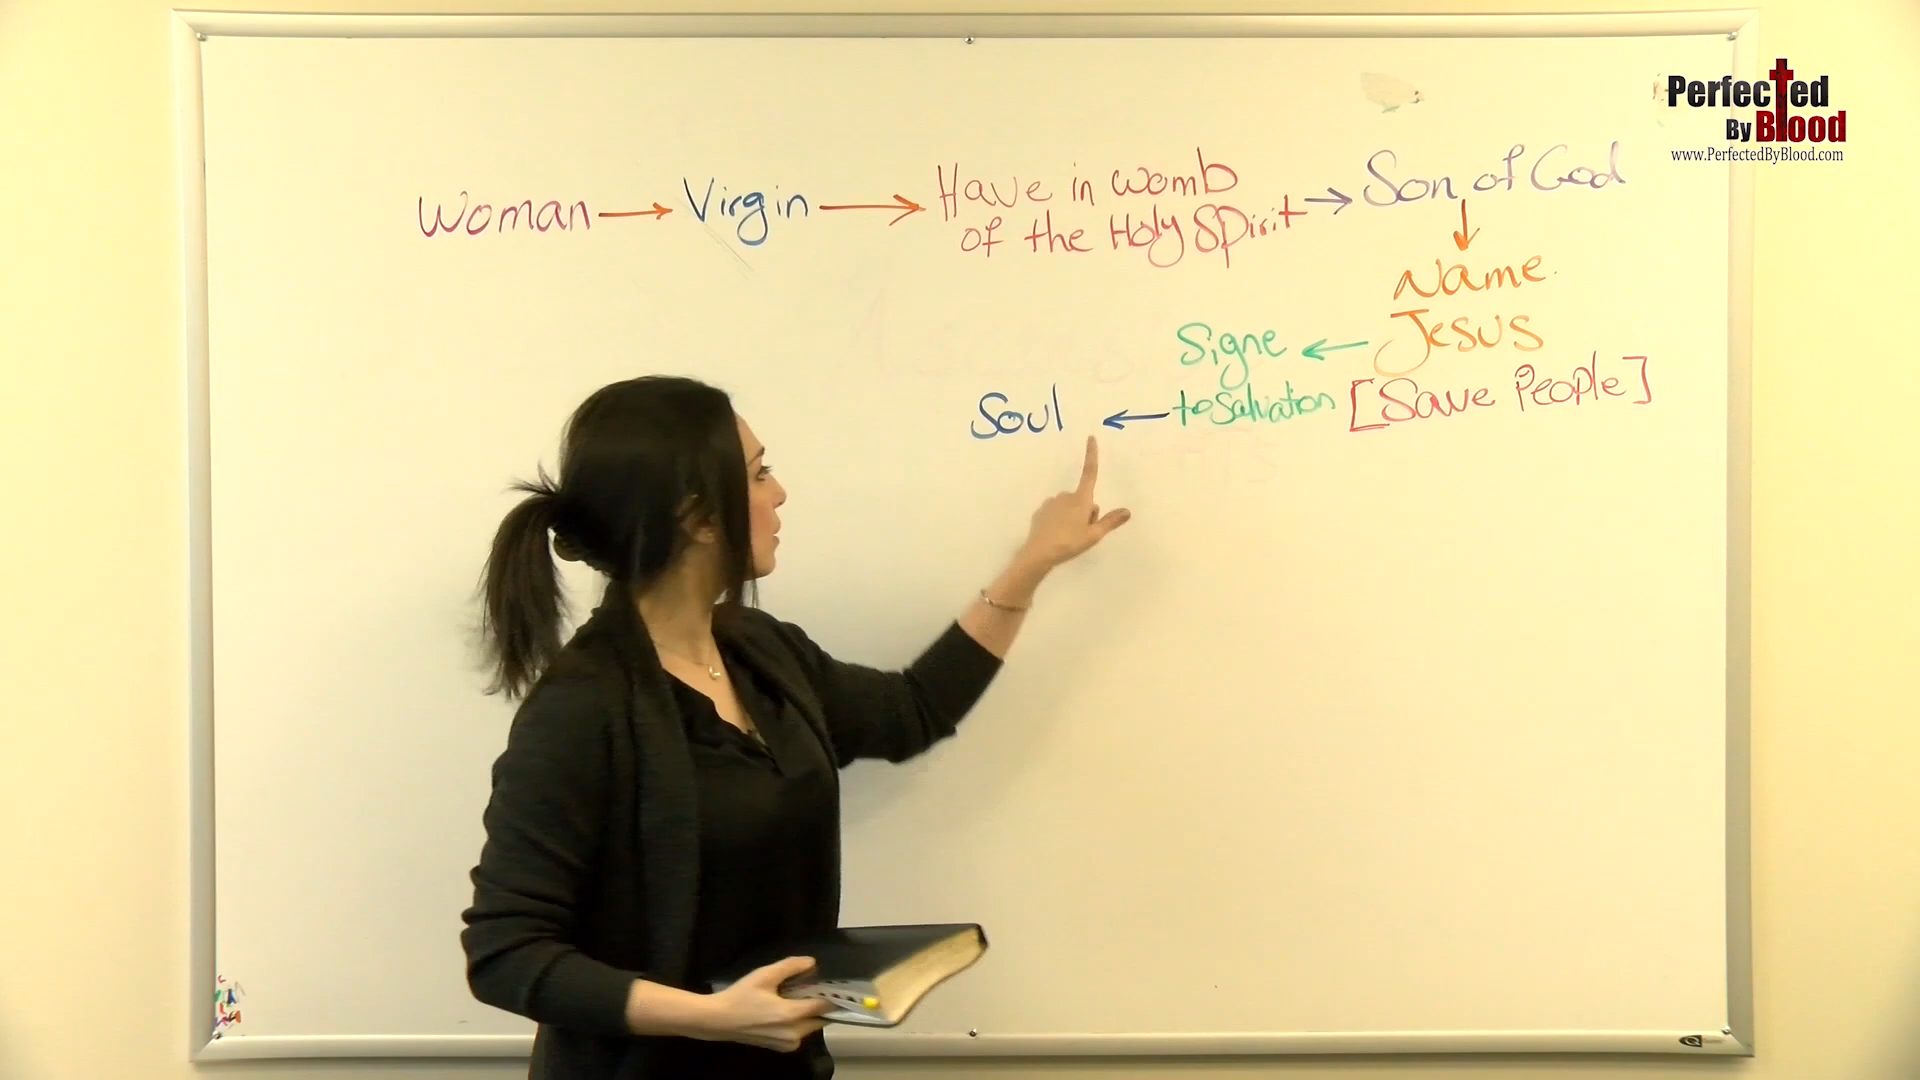 Perfected
By Blood
www.PerfectedByBlood.com
Woman → Virgin → Have in womb → Son of God
of the Holy Spirit
Name
Signe ← Jesus
Soul ← to Salvation [Save People]